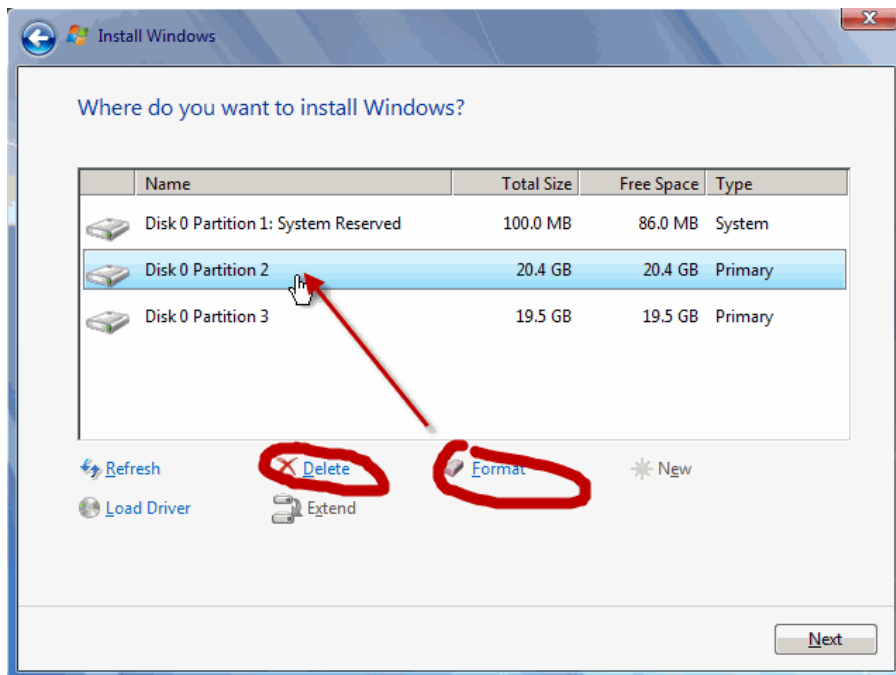 Install Windows
Where do you want to install Windows?
Name Total Size Free Space Type
Disk 0 Partition 1: System Reserved 100.0 MB 86.0 MB System
Disk 0 Partition 2 20.4 GB 20.4 GB Primary
Disk 0 Partition 3 19.5 GB 19.5 GB Primary
Refresh Delete Format New
Load Driver Extend
Next